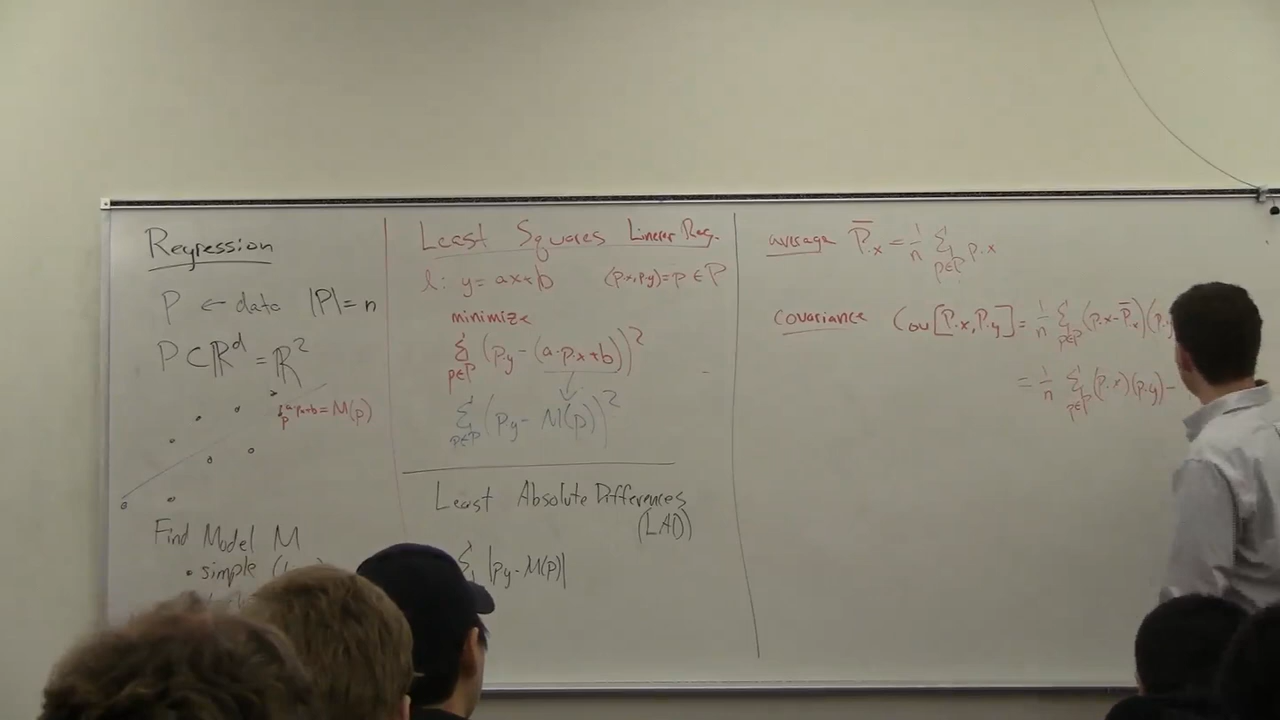 Regression
P ← data |P| = n
P ⊂ ℝ^d = ℝ^2
a·p.x+b = M(p)
p
Find Model M
• simple
Least Squares Linear Reg.
l: y = ax+b (p.x, p.y) = p ∈ P
minimize
Σ_{p∈P} (p.y - (a·p.x+b))^2
Σ_{p∈P} (p.y - M(p))^2
Least Absolute Differences
(LAD)
Σ |p.y - M(p)|
average P̄.x = 1/n Σ_{p∈P} p.x
covariance Cov[P.x, P.y] = 1/n Σ_{p∈P} (p.x - P̄.x)(p.y
= 1/n Σ_{p∈P} (p.x)(p.y) -